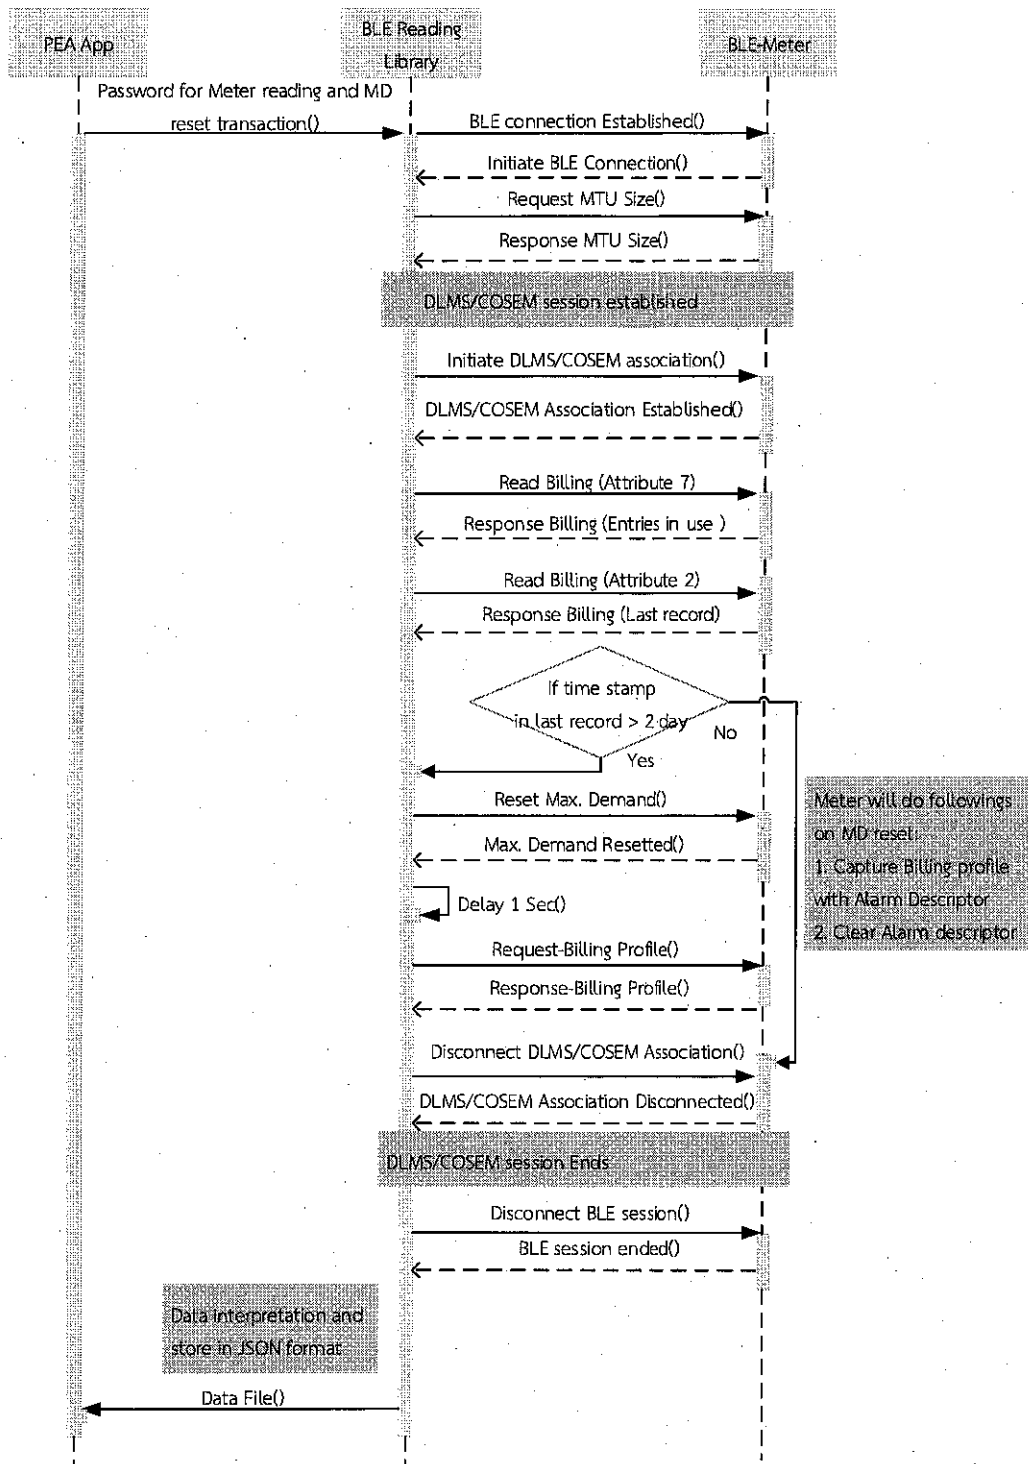 PEA App
BLE Reading
Library
BLE-Meter
Password for Meter reading and MD
reset transaction()
BLE connection Established()
Initiate BLE Connection()
Request MTU Size()
Response MTU Size()
DLMS/COSEM session established
Initiate DLMS/COSEM association()
DLMS/COSEM Association Established()
Read Billing (Attribute 7)
Response Billing (Entries in use )
Read Billing (Attribute 2)
Response Billing (Last record)
If time stamp
in last record > 2 day
No
Yes
Reset Max. Demand()
Max. Demand Resetted()
Delay 1 Sec()
Meter will do followings
on MD reset:
1. Capture Billing profile
with Alarm Descriptor
2. Clear Alarm descriptor
Request-Billing Profile()
Response-Billing Profile()
Disconnect DLMS/COSEM Association()
DLMS/COSEM Association Disconnected()
DLMS/COSEM session Ends
Disconnect BLE session()
BLE session ended()
Data interpretation and
store in JSON format
Data File()